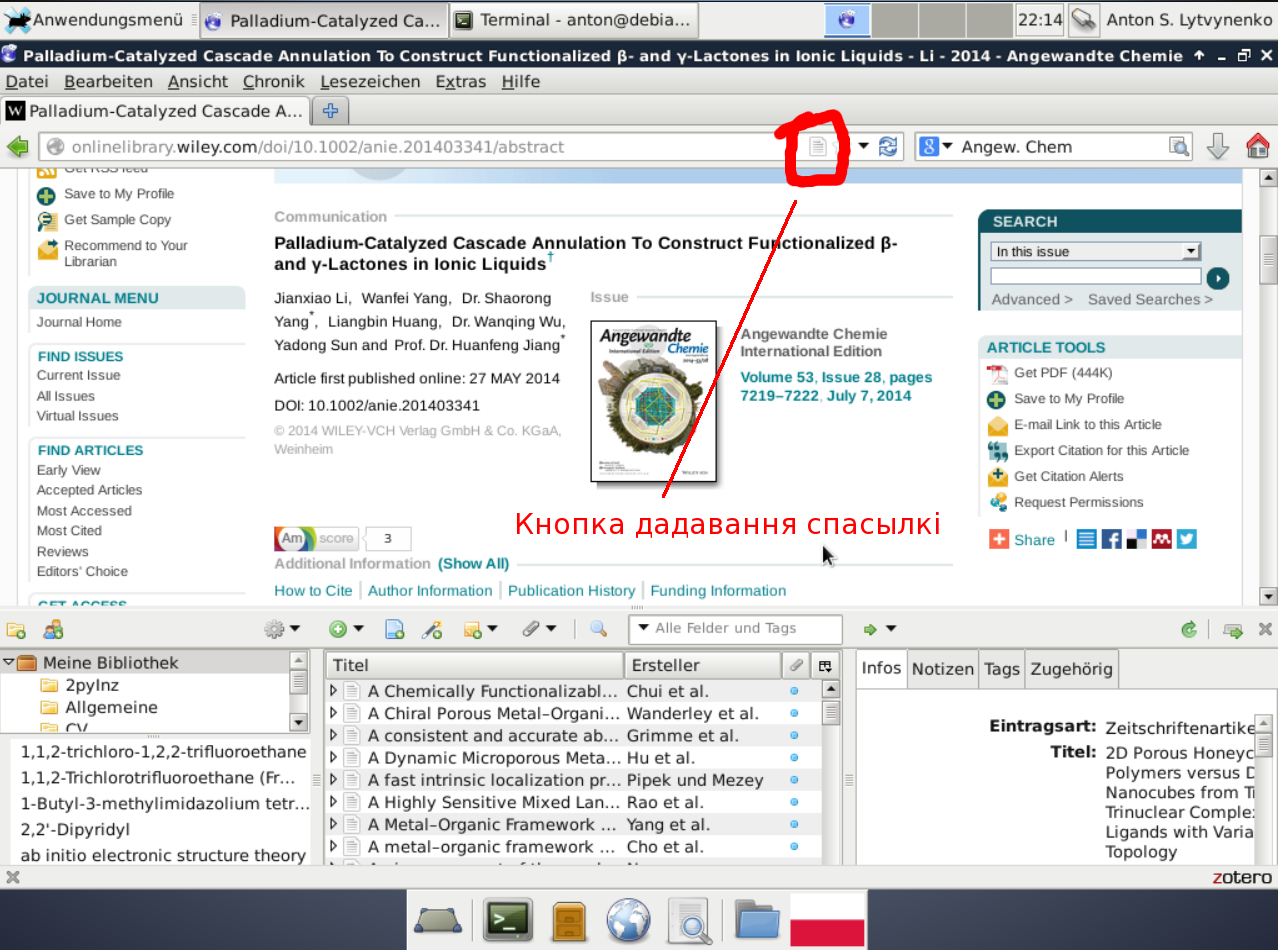 Anwendungsmenü
Palladium-Catalyzed Ca...
Terminal - anton@debia...
22:14
Anton S. Lytvynenko
Palladium-Catalyzed Cascade Annulation To Construct Functionalized β- and γ-Lactones in Ionic Liquids - Li - 2014 - Angewandte Chemie
Datei Bearbeiten Ansicht Chronik Lesezeichen Extras Hilfe
W Palladium-Catalyzed Cascade A...
onlinelibrary.wiley.com/doi/10.1002/anie.201403341/abstract
8 Angew. Chem
Get RSS feed
Save to My Profile
Get Sample Copy
Recommend to Your
Librarian
JOURNAL MENU
Journal Home
FIND ISSUES
Current Issue
All Issues
Virtual Issues
FIND ARTICLES
Early View
Accepted Articles
Most Accessed
Most Cited
Reviews
Editors' Choice
GET ACCESS
Communication
Palladium-Catalyzed Cascade Annulation To Construct Functionalized β-
and γ-Lactones in Ionic Liquids†
Jianxiao Li, Wanfei Yang, Dr. Shaorong
Yang*, Liangbin Huang, Dr. Wanqing Wu,
Yadong Sun and Prof. Dr. Huanfeng Jiang*
Article first published online: 27 MAY 2014
DOI: 10.1002/anie.201403341
© 2014 WILEY-VCH Verlag GmbH & Co. KGaA,
Weinheim
Issue
Angewandte
International Edition Chemie
WILEY-VCH
Angewandte Chemie
International Edition
Volume 53, Issue 28, pages
7219–7222, July 7, 2014
Кнопка дадавання спасылкі
Am score 3
Additional Information (Show All)
How to Cite Author Information Publication History Funding Information
SEARCH
In this issue
Advanced > Saved Searches >
ARTICLE TOOLS
Get PDF (444K)
Save to My Profile
E-mail Link to this Article
Export Citation for this Article
Get Citation Alerts
Request Permissions
Share
Alle Felder und Tags
Meine Bibliothek
2pyInz
Allgemeine
CV
1,1,2-trichloro-1,2,2-trifluoroethane
1,1,2-Trichlorotrifluoroethane (Fr...
1-Butyl-3-methylimidazolium tetr...
2,2'-Dipyridyl
ab initio electronic structure theory
Titel Ersteller
A Chemically Functionalizabl... Chui et al.
A Chiral Porous Metal–Organi... Wanderley et al.
A consistent and accurate ab... Grimme et al.
A Dynamic Microporous Meta... Hu et al.
A fast intrinsic localization pr... Pipek und Mezey
A Highly Sensitive Mixed Lan... Rao et al.
A Metal–Organic Framework ... Yang et al.
A metal–organic framework ... Cho et al.
Infos Notizen Tags Zugehörig
Eintragsart: Zeitschriftenartike
Titel: 2D Porous Honeyc
Polymers versus D
Nanocubes from Tr
Trinuclear Complex
Ligands with Varia
Topology
zotero